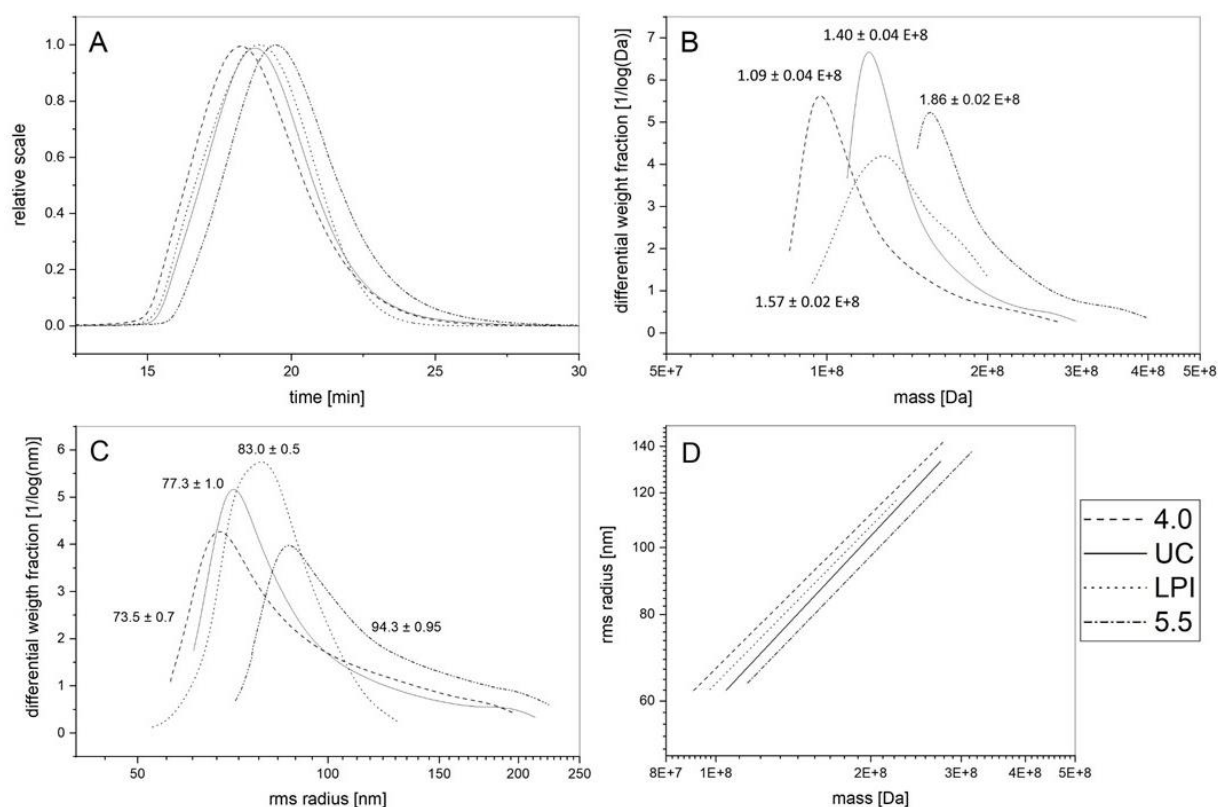 A
relative scale
1.0
0.8
0.6
0.4
0.2
0.0
15
20
25
30
time [min]
B
differential weight fraction [1/log(Da)]
7
6
5
4
3
2
1
0
1.40 ± 0.04 E+8
1.09 ± 0.04 E+8
1.86 ± 0.02 E+8
1.57 ± 0.02 E+8
5E+7
1E+8
2E+8
3E+8
4E+8
5E+8
mass [Da]
C
differential weigth fraction [1/log(nm)]
6
5
4
3
2
1
0
83.0 ± 0.5
77.3 ± 1.0
73.5 ± 0.7
94.3 ± 0.95
50
100
150
200
250
rms radius [nm]
D
rms radius [nm]
140
120
100
80
60
8E+7
1E+8
2E+8
3E+8
4E+8
5E+8
mass [Da]
4.0
UC
LPI
5.5